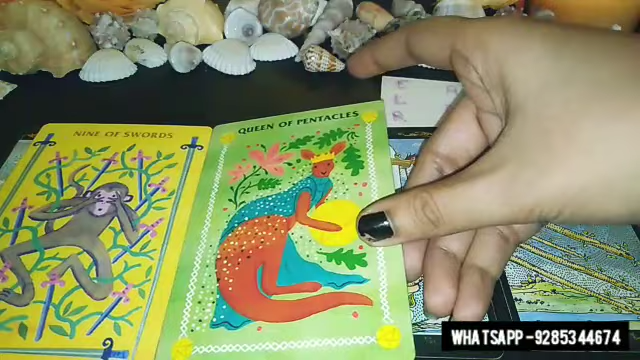 NINE OF SWORDS
QUEEN OF PENTACLES
WHATSAPP -9285344674